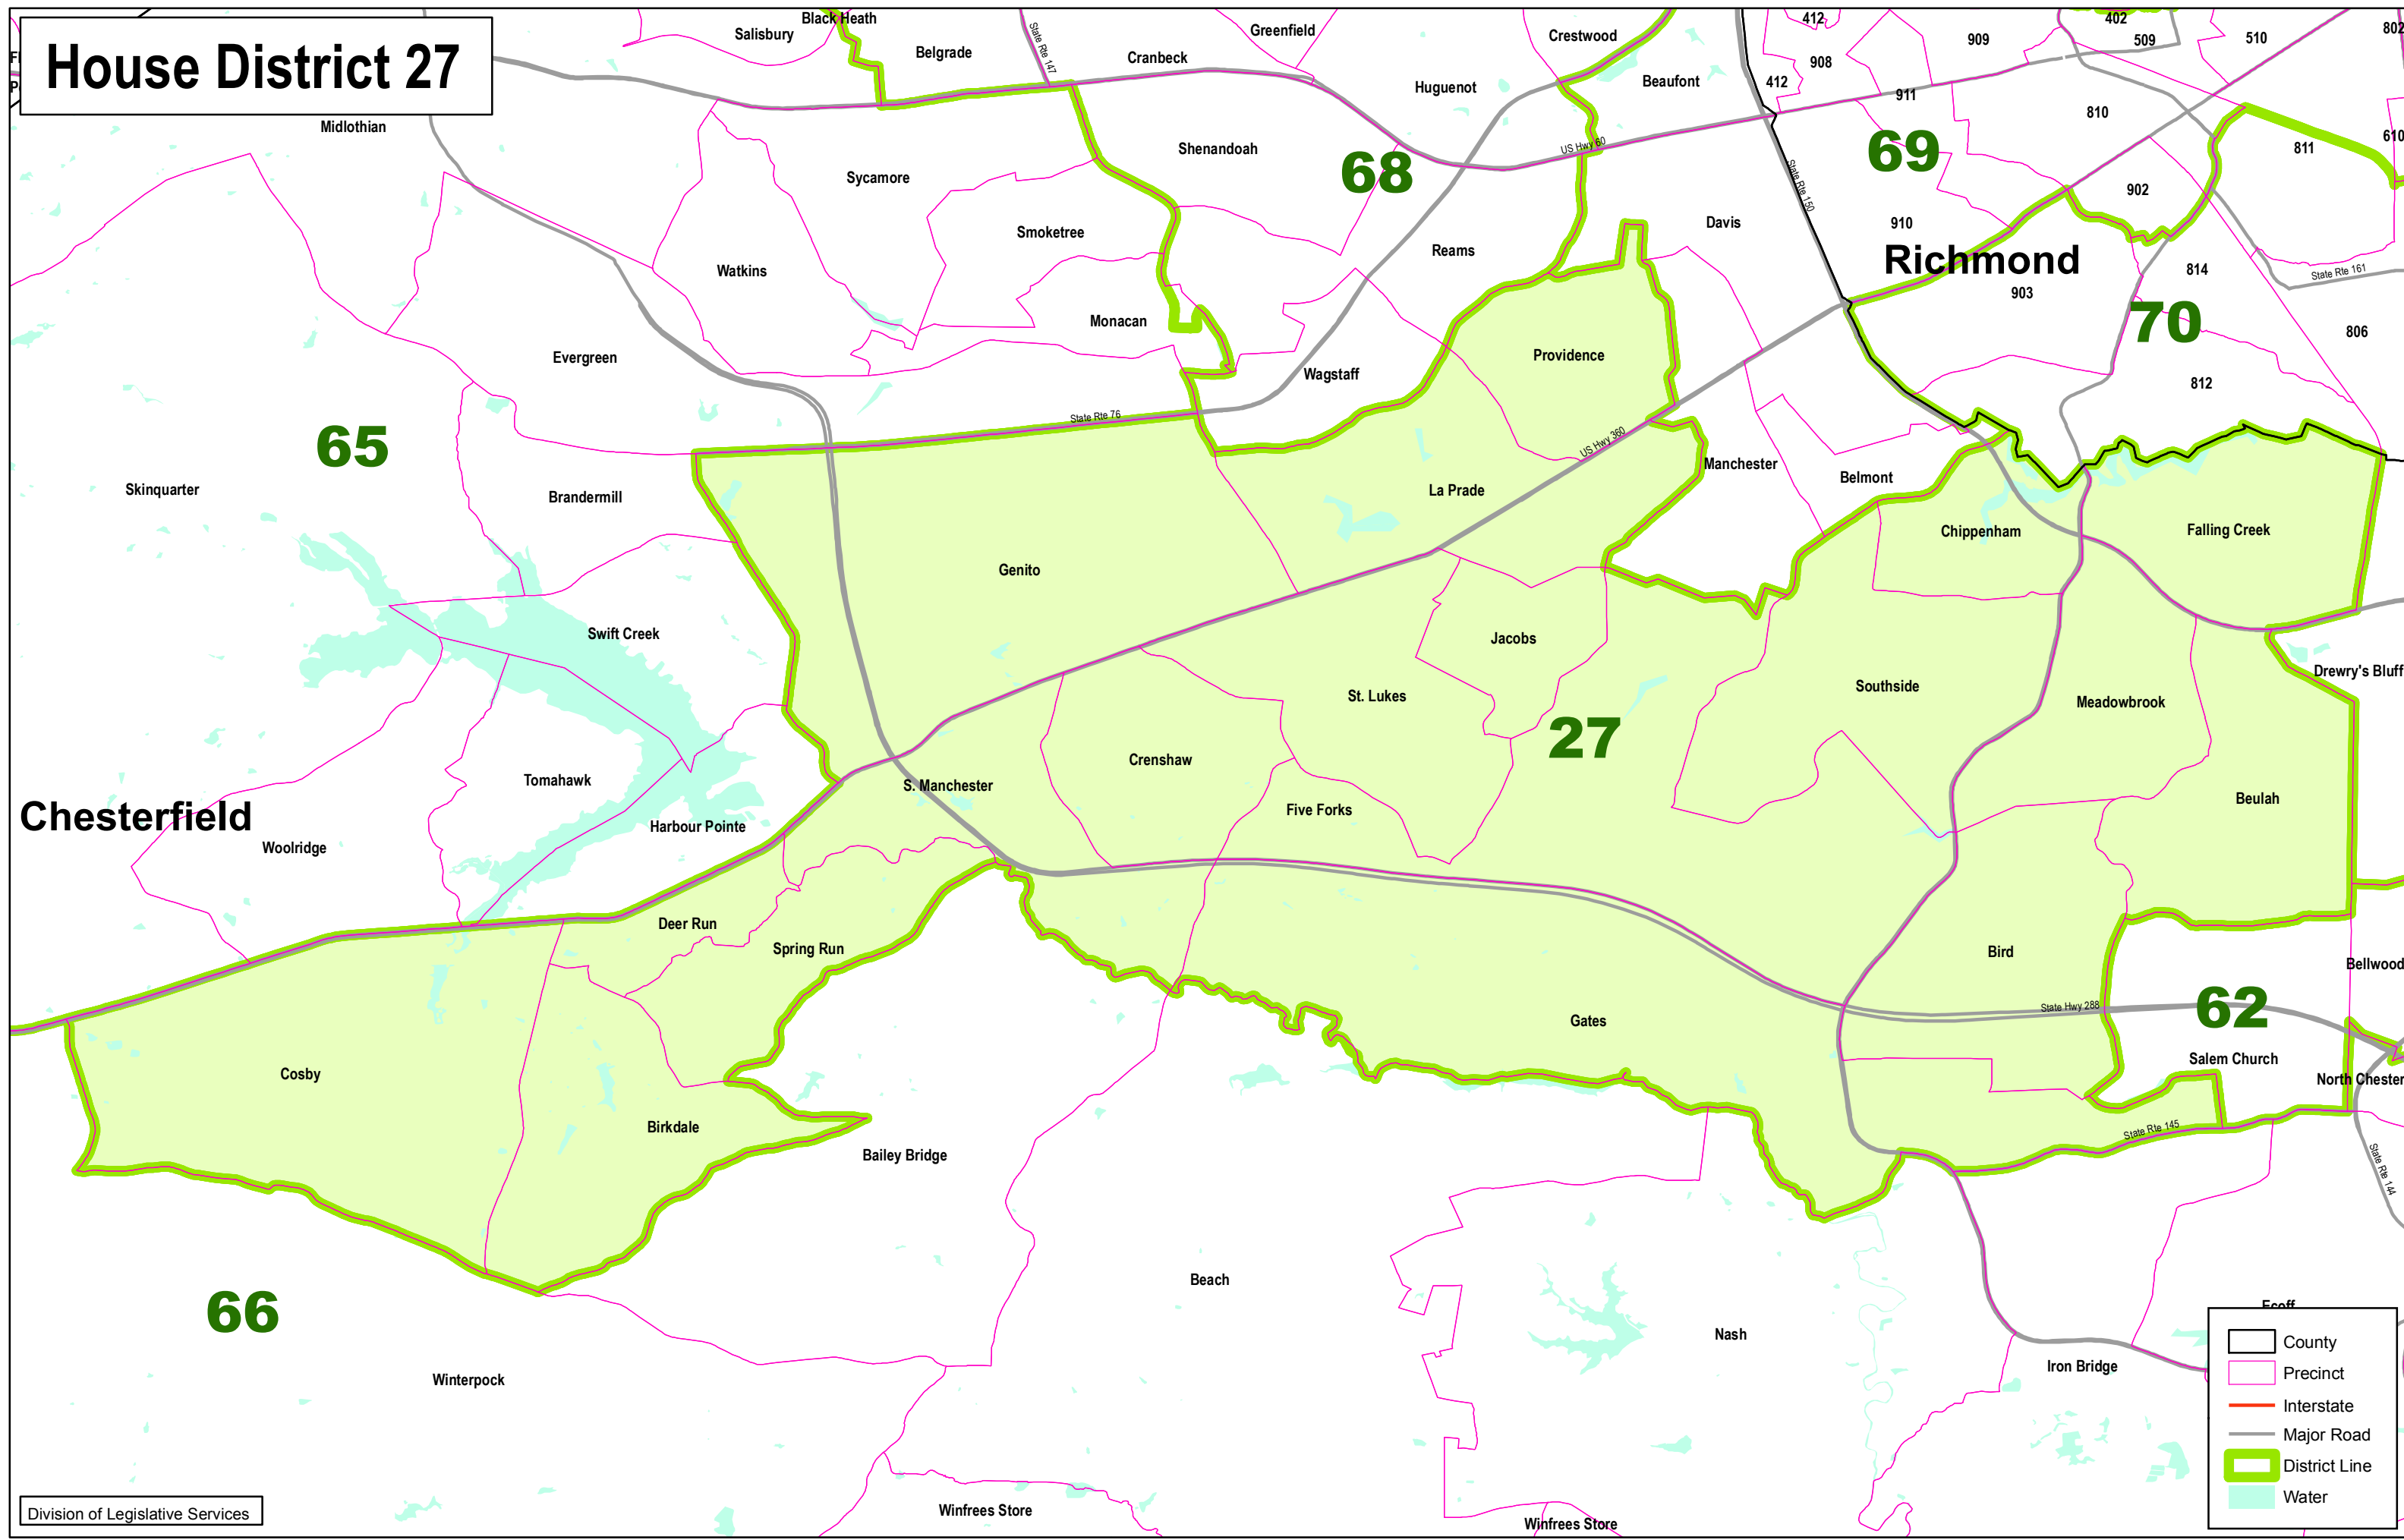 House District 27
Black Heath
Salisbury
Belgrade
State Rte 147
Cranbeck
Greenfield
Crestwood
Huguenot
Beaufont
412
908
412
909
911
402
509
510
802
810
811
610
Midlothian
Sycamore
Shenandoah
68
US Hwy 60
State Rte 150
69
902
Smoketree
Watkins
Reams
Davis
910
Richmond
903
814
State Rte 161
70
806
812
Monacan
Evergreen
Wagstaff
Providence
State Rte 76
US Hwy 360
65
Skinquarter
Brandermill
La Prade
Manchester
Belmont
Chippenham
Falling Creek
Genito
Swift Creek
Jacobs
St. Lukes
27
Southside
Meadowbrook
Drewry's Bluff
Tomahawk
S. Manchester
Crenshaw
Five Forks
Beulah
Chesterfield
Woolridge
Harbour Pointe
Deer Run
Spring Run
Bird
Bellwood
State Hwy 288
62
Gates
Salem Church
North Chester
Cosby
Birkdale
Bailey Bridge
State Rte 145
State Rte 144
66
Beach
Nash
Winterpock
Iron Bridge
Ecoff
Winfrees Store
Winfrees Store
County
Precinct
Interstate
Major Road
District Line
Water
Division of Legislative Services